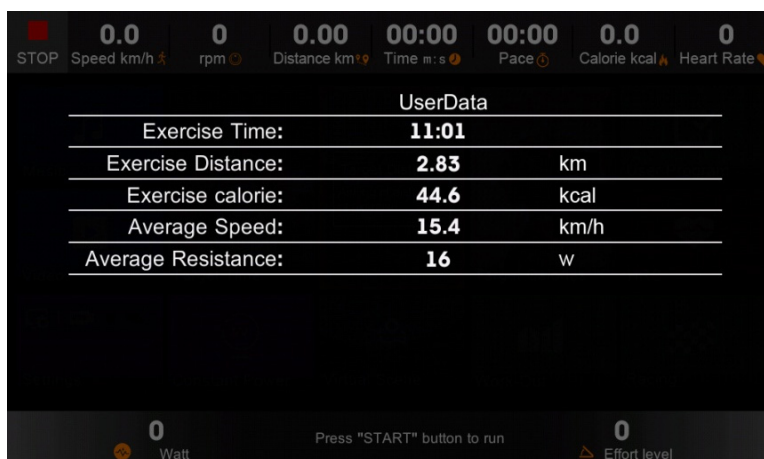 0.0 0 0.00 00:00 00:00 0.0 0
STOP Speed km/h rpm Distance km Time m:s Pace Calorie kcal Heart Rate
UserData
Exercise Time: 11:01
Exercise Distance: 2.83 km
Exercise calorie: 44.6 kcal
Average Speed: 15.4 km/h
Average Resistance: 16 w
0 Press "START" button to run 0
Watt Effort level